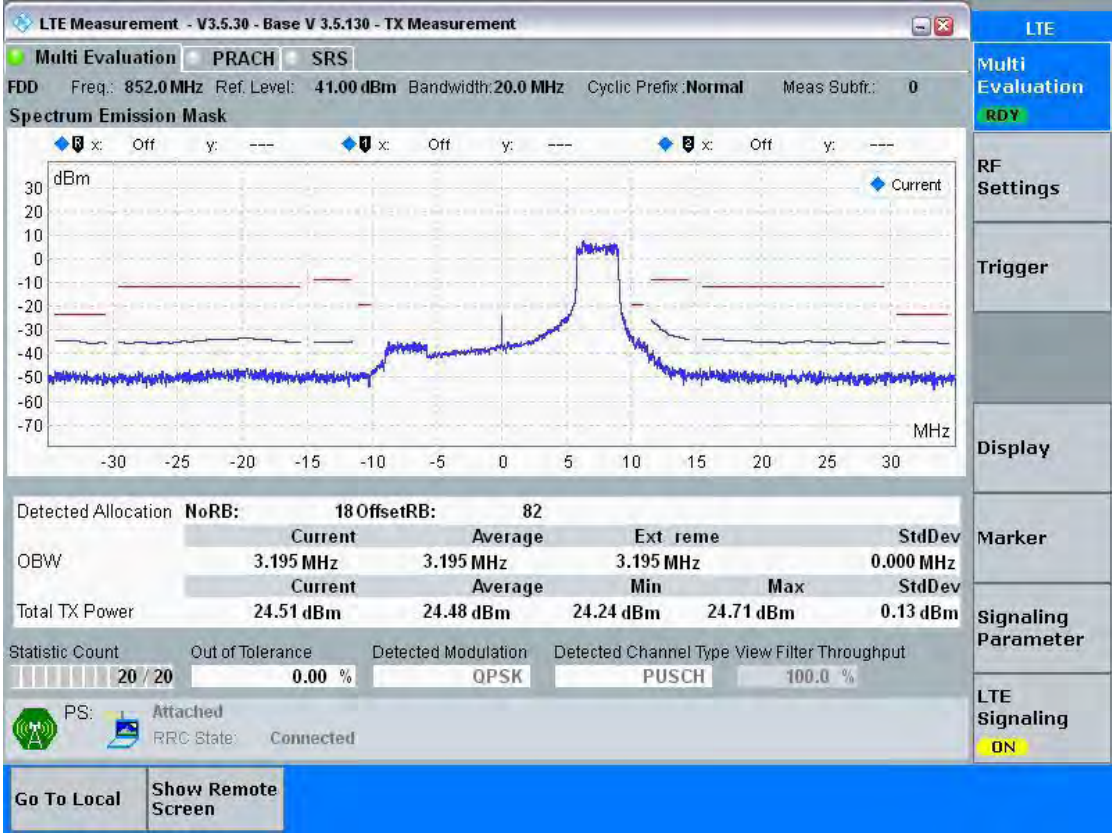 LTE Measurement - V3.5.30 - Base V 3.5.130 - TX Measurement
LTE
Multi Evaluation PRACH SRS
Multi Evaluation
RDY
FDD Freq.: 852.0 MHz Ref. Level: 41.00 dBm Bandwidth: 20.0 MHz Cyclic Prefix : Normal Meas Subfr.: 0
Spectrum Emission Mask
R x: Off y: --- 1 x: Off y: --- 2 x: Off y: ---
RF Settings
dBm
Current
30
20
10
0
-10
-20
-30
-40
-50
-60
-70
MHz
-30 -25 -20 -15 -10 -5 0 5 10 15 20 25 30
Trigger
Display
Detected Allocation NoRB: 18 OffsetRB: 82
Current Average Ext reme StdDev
OBW 3.195 MHz 3.195 MHz 3.195 MHz 0.000 MHz
Current Average Min Max StdDev
Total TX Power 24.51 dBm 24.48 dBm 24.24 dBm 24.71 dBm 0.13 dBm
Marker
Signaling Parameter
Statistic Count Out of Tolerance Detected Modulation Detected Channel Type View Filter Throughput
20 / 20 0.00 % QPSK PUSCH 100.0 %
PS: Attached
RRC State: Connected
LTE Signaling
ON
Go To Local
Show Remote Screen